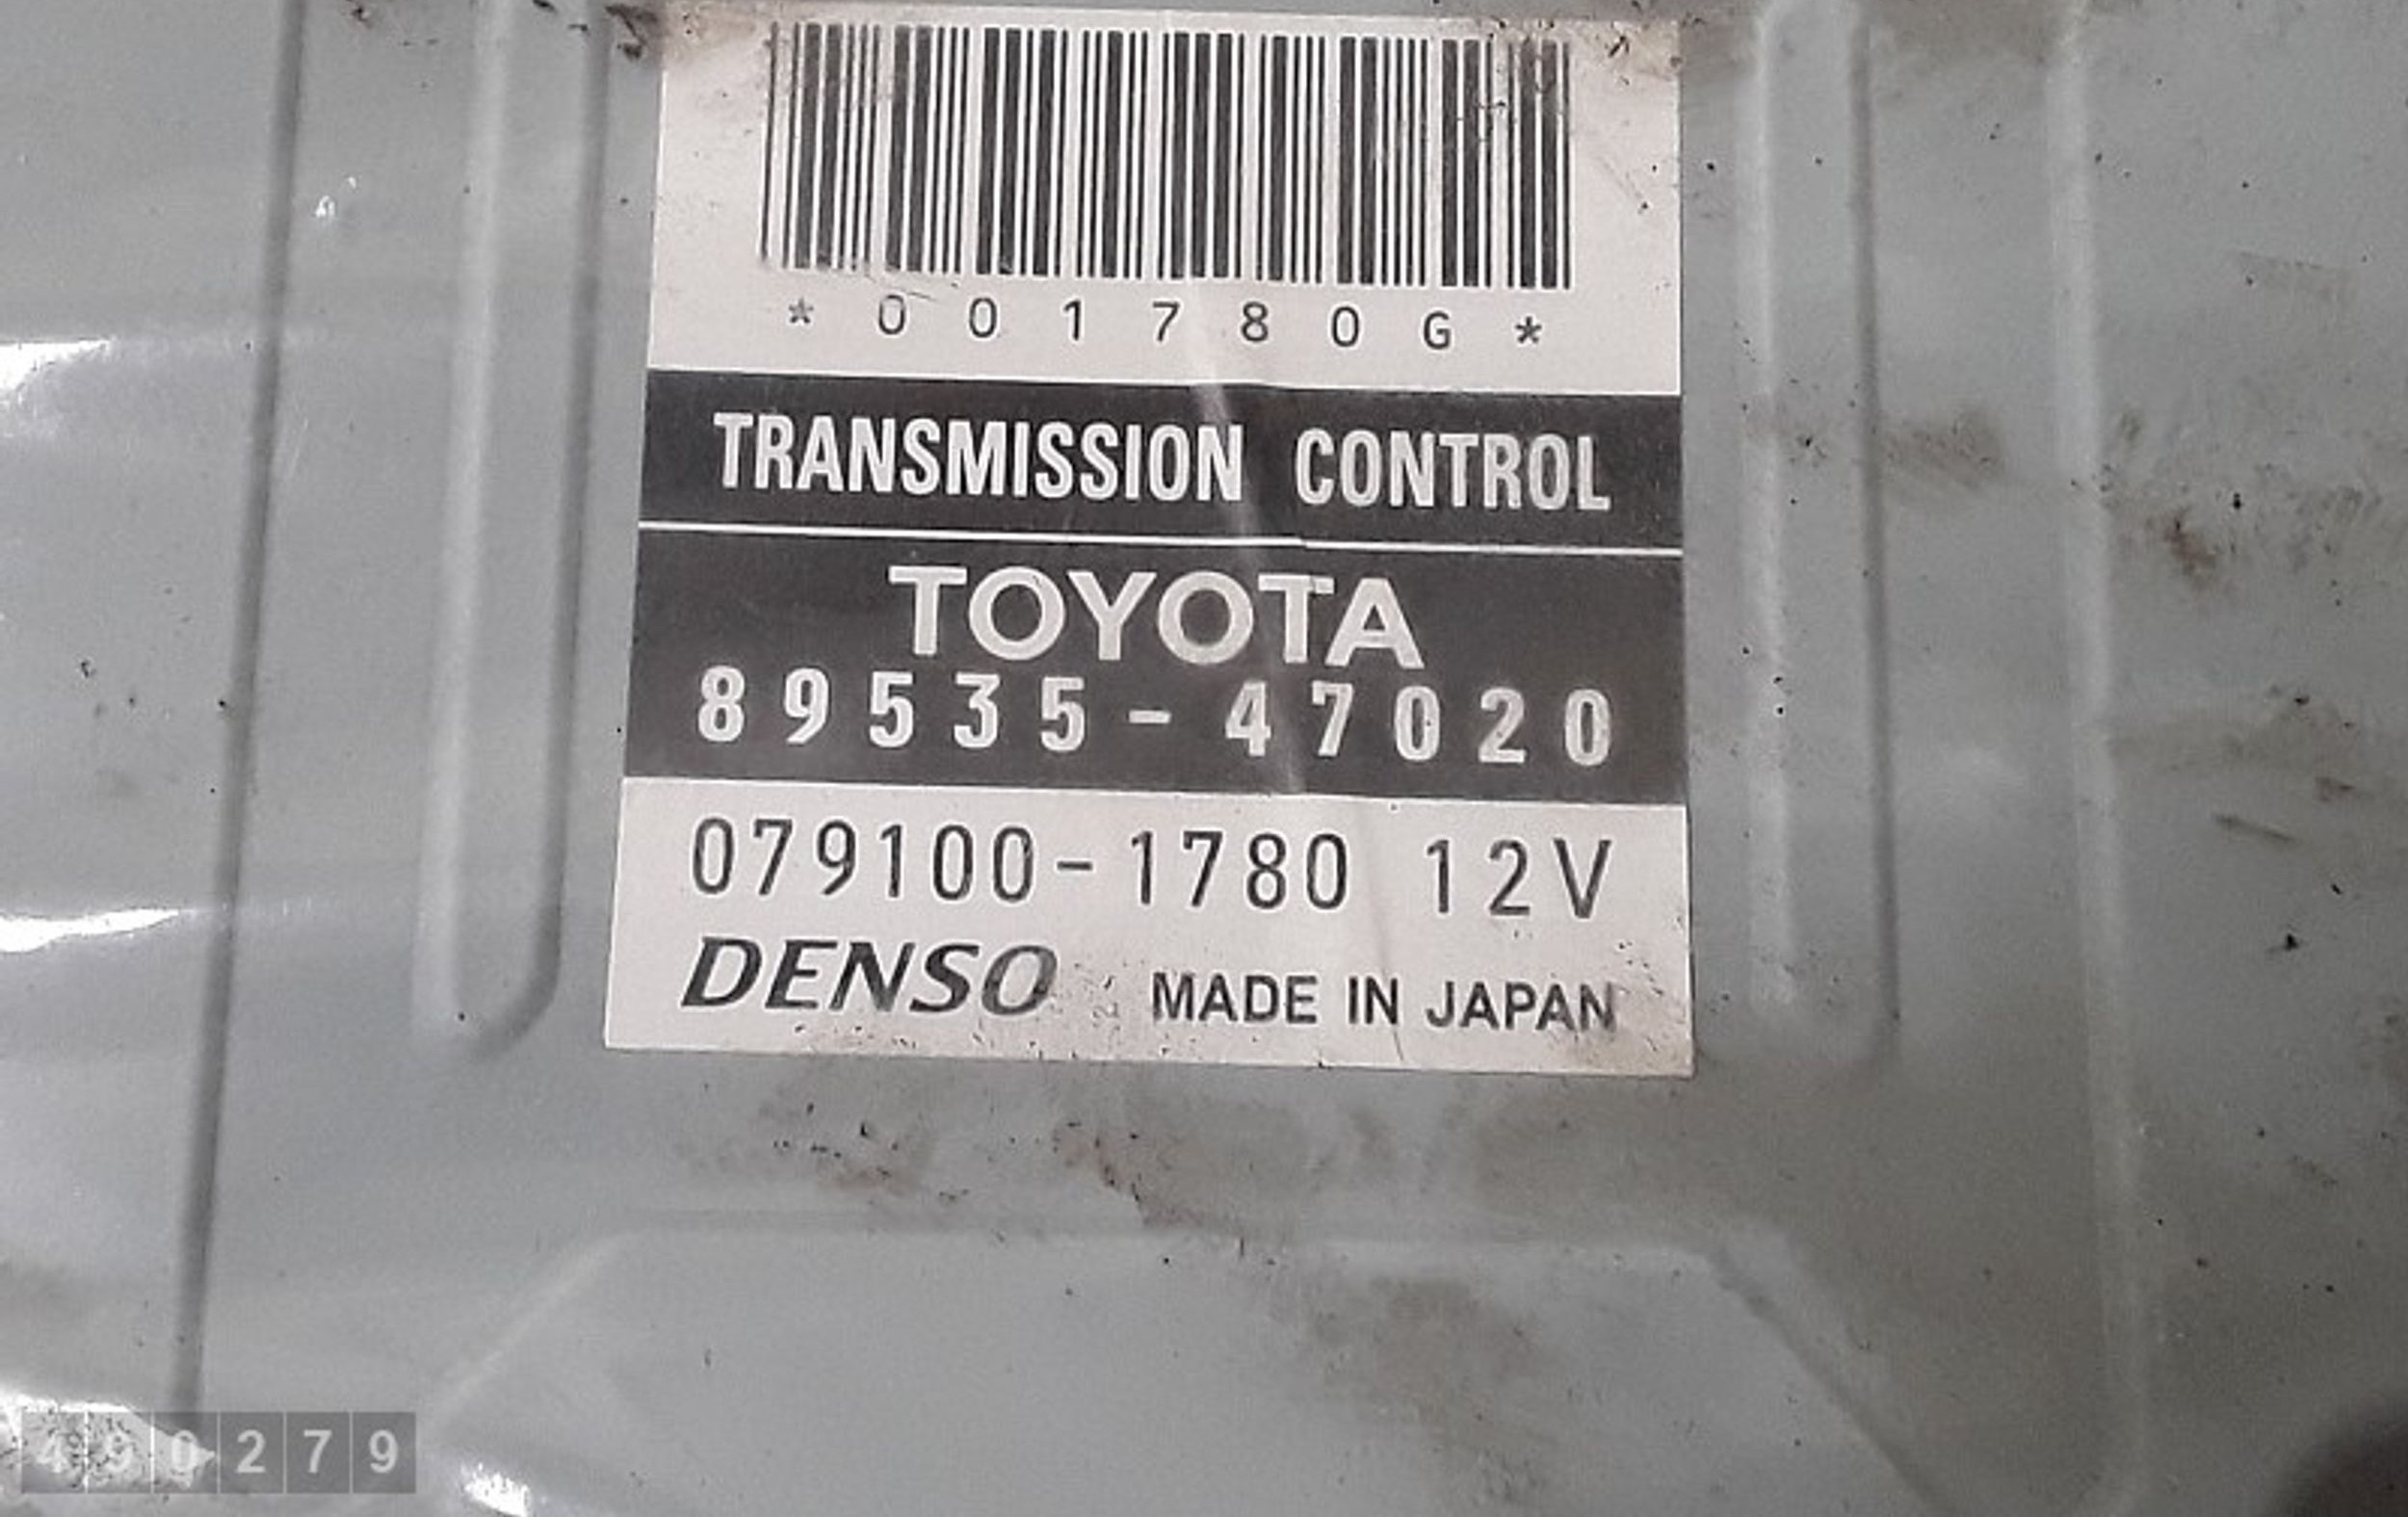 *001780G*
TRANSMISSION CONTROL
TOYOTA
89535-47020
079100-1780 12V
DENSO MADE IN JAPAN
490279